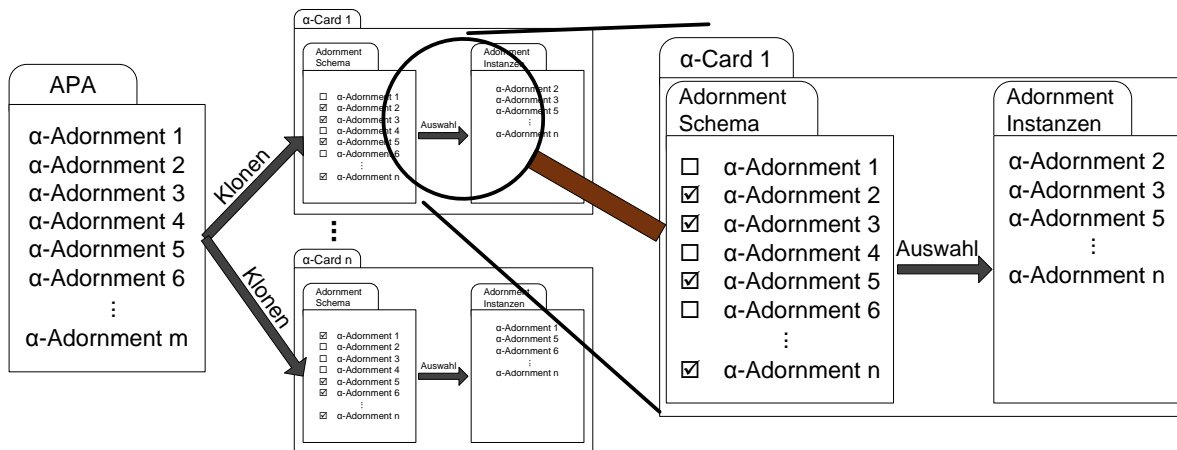 APA
α-Adornment 1
α-Adornment 2
α-Adornment 3
α-Adornment 4
α-Adornment 5
α-Adornment 6
⋮
α-Adornment m
Klonen
Klonen
α-Card 1
Adornment
Schema
☐ α-Adornment 1
☑ α-Adornment 2
☑ α-Adornment 3
☐ α-Adornment 4
☑ α-Adornment 5
☐ α-Adornment 6
⋮
☑ α-Adornment n
Auswahl
Adornment
Instanzen
α-Adornment 2
α-Adornment 3
α-Adornment 5
⋮
α-Adornment n
⋮
α-Card n
Adornment
Schema
☑ α-Adornment 1
☐ α-Adornment 2
☐ α-Adornment 3
☐ α-Adornment 4
☑ α-Adornment 5
☑ α-Adornment 6
⋮
☑ α-Adornment n
Auswahl
Adornment
Instanzen
α-Adornment 1
α-Adornment 5
α-Adornment 6
⋮
α-Adornment n
α-Card 1
Adornment
Schema
☐ α-Adornment 1
☑ α-Adornment 2
☑ α-Adornment 3
☐ α-Adornment 4
☑ α-Adornment 5
☐ α-Adornment 6
⋮
☑ α-Adornment n
Auswahl
Adornment
Instanzen
α-Adornment 2
α-Adornment 3
α-Adornment 5
⋮
α-Adornment n